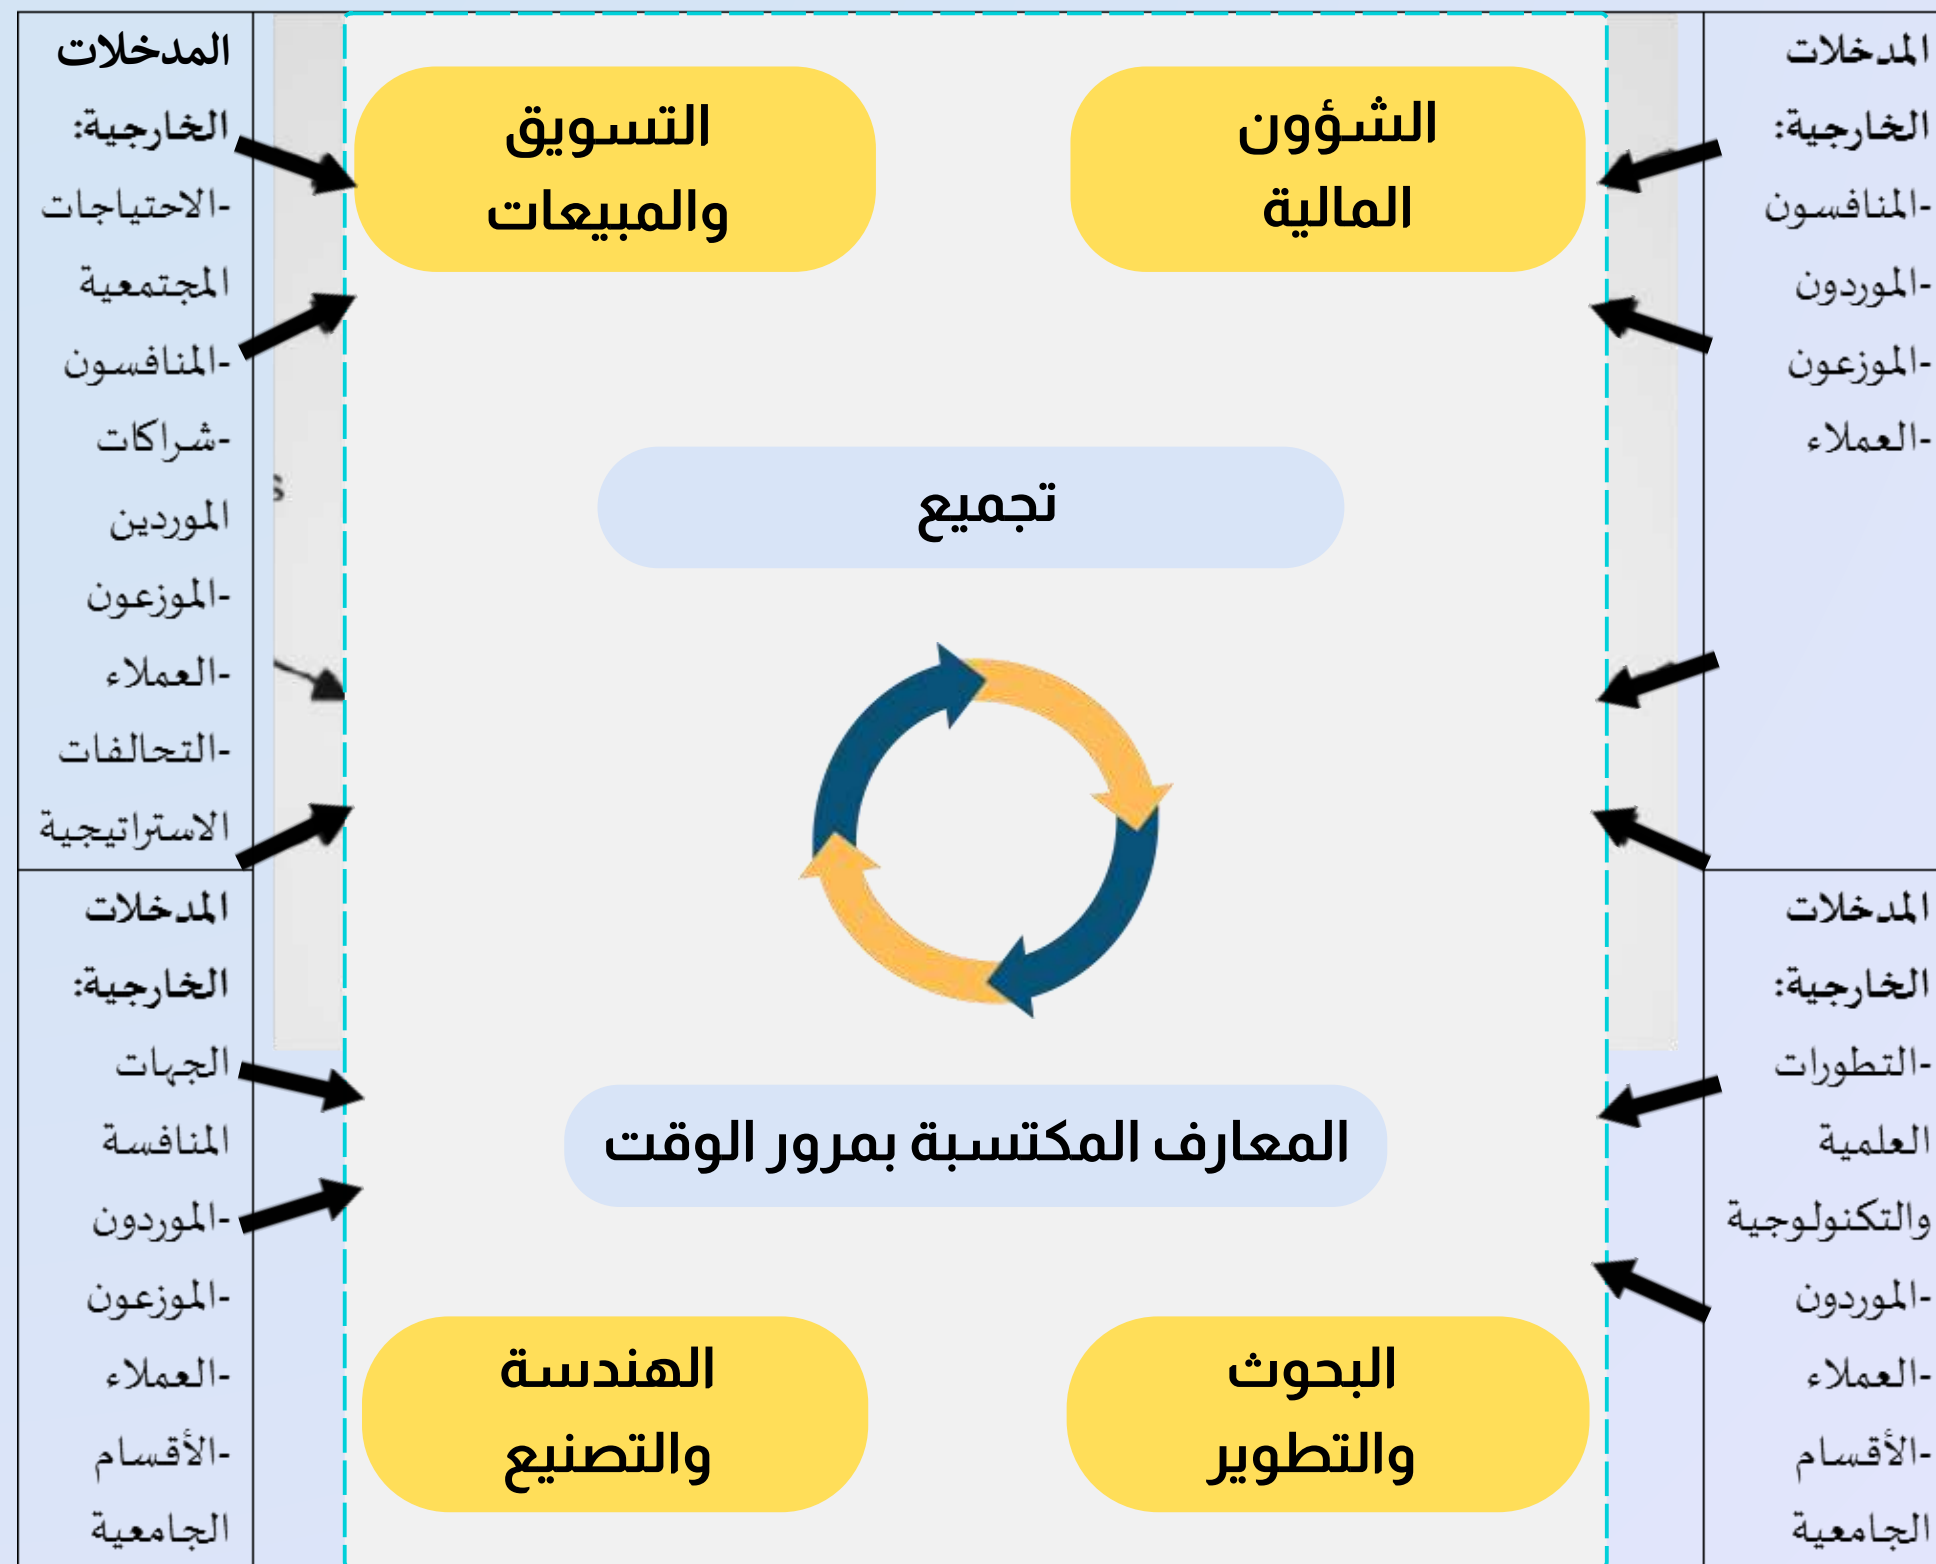 المدخلات
الخارجية:
-المنافسون
-الموردون
-الموزعون
-العملاء
المدخلات
الخارجية:
-التطورات
العلمية
والتكنولوجية
-الموردون
-العملاء
-الأقسام
الجامعية
الشؤون
المالية
التسويق
والمبيعات
تجميع
المعارف المكتسبة بمرور الوقت
البحوث
والتطوير
الهندسة
والتصنيع
المدخلات
الخارجية:
-الاحتياجات
المجتمعية
-المنافسون
-شراكات
الموردين
-الموزعون
-العملاء
-التحالفات
الاستراتيجية
المدخلات
الخارجية:
الجهات
المنافسة
-الموردون
-الموزعون
-العملاء
-الأقسام
الجامعية